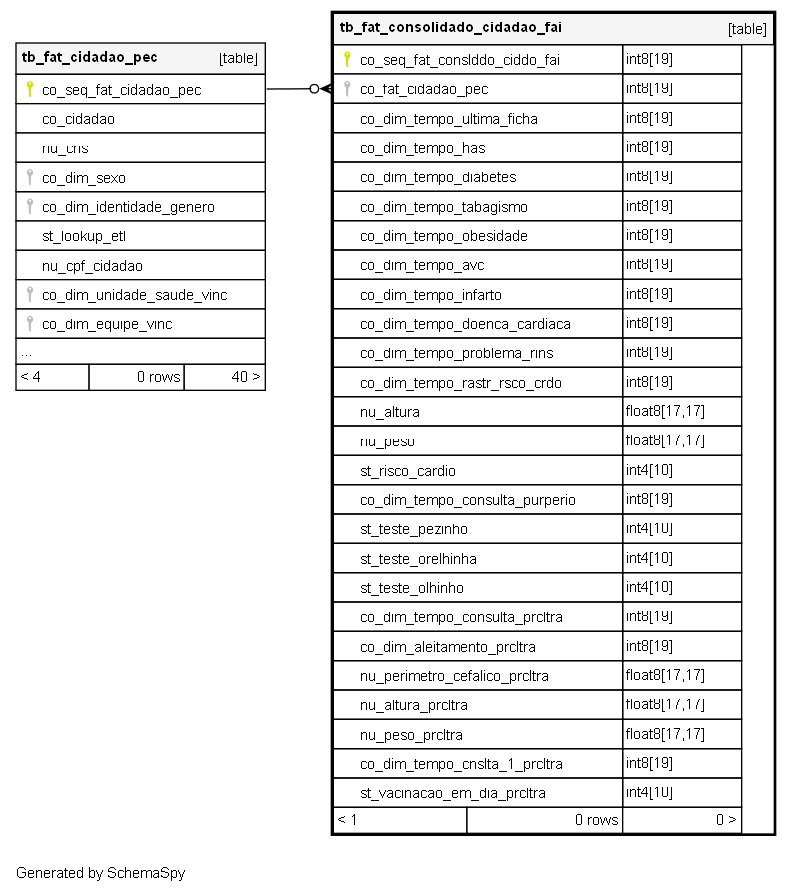 tb_fat_cidadao_pec [table]
co_seq_fat_cidadao_pec
co_cidadao
nu_cns
co_dim_sexo
co_dim_identidade_genero
st_lookup_etl
nu_cpf_cidadao
co_dim_unidade_saude_vinc
co_dim_equipe_vinc
...
< 4 0 rows 40 >
tb_fat_consolidado_cidadao_fai [table]
co_seq_fat_conslddo_ciddo_fai int8[19]
co_fat_cidadao_pec int8[19]
co_dim_tempo_ultima_ficha int8[19]
co_dim_tempo_has int8[19]
co_dim_tempo_diabetes int8[19]
co_dim_tempo_tabagismo int8[19]
co_dim_tempo_obesidade int8[19]
co_dim_tempo_avc int8[19]
co_dim_tempo_infarto int8[19]
co_dim_tempo_doenca_cardiaca int8[19]
co_dim_tempo_problema_rins int8[19]
co_dim_tempo_rastr_rsco_crdo int8[19]
nu_altura float8[17,17]
nu_peso float8[17,17]
st_risco_cardio int4[10]
co_dim_tempo_consulta_purperio int8[19]
st_teste_pezinho int4[10]
st_teste_orelhinha int4[10]
st_teste_olhinho int4[10]
co_dim_tempo_consulta_prcltra int8[19]
co_dim_aleitamento_prcltra int8[19]
nu_perimetro_cefalico_prcltra float8[17,17]
nu_altura_prcltra float8[17,17]
nu_peso_prcltra float8[17,17]
co_dim_tempo_cnslta_1_prcltra int8[19]
st_vacinacao_em_dia_prcltra int4[10]
< 1 0 rows 0 >
Generated by SchemaSpy